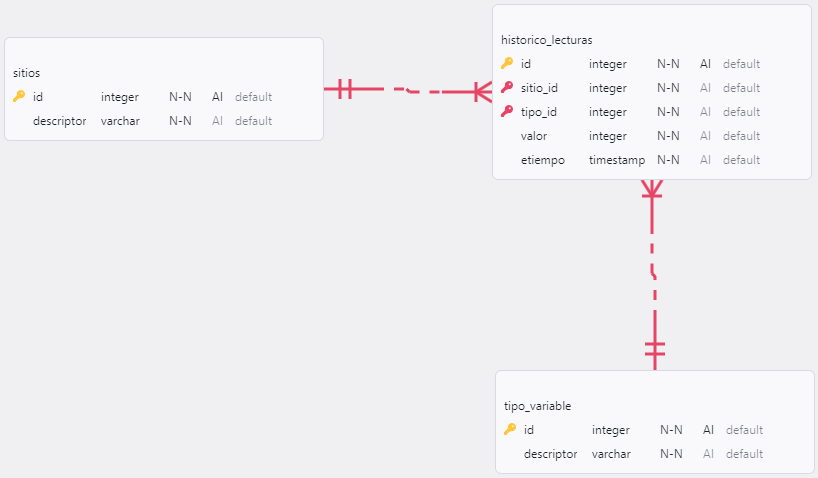 sitios
id integer N-N AI default
descriptor varchar N-N AI default
historico_lecturas
id integer N-N AI default
sitio_id integer N-N AI default
tipo_id integer N-N AI default
valor integer N-N AI default
etiempo timestamp N-N AI default
tipo_variable
id integer N-N AI default
descriptor varchar N-N AI default